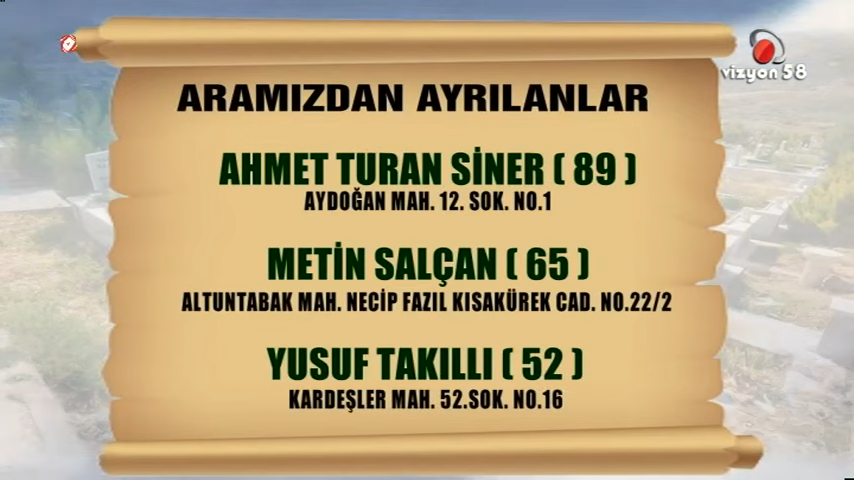 vizyon 58
ARAMIZDAN AYRILANLAR
AHMET TURAN SİNER ( 89 )
AYDOĞAN MAH. 12. SOK. NO.1
METİN SALÇAN ( 65 )
ALTUNTABAK MAH. NECİP FAZIL KISAKÜREK CAD. NO.22/2
YUSUF TAKILLI ( 52 )
KARDEŞLER MAH. 52.SOK. NO.16